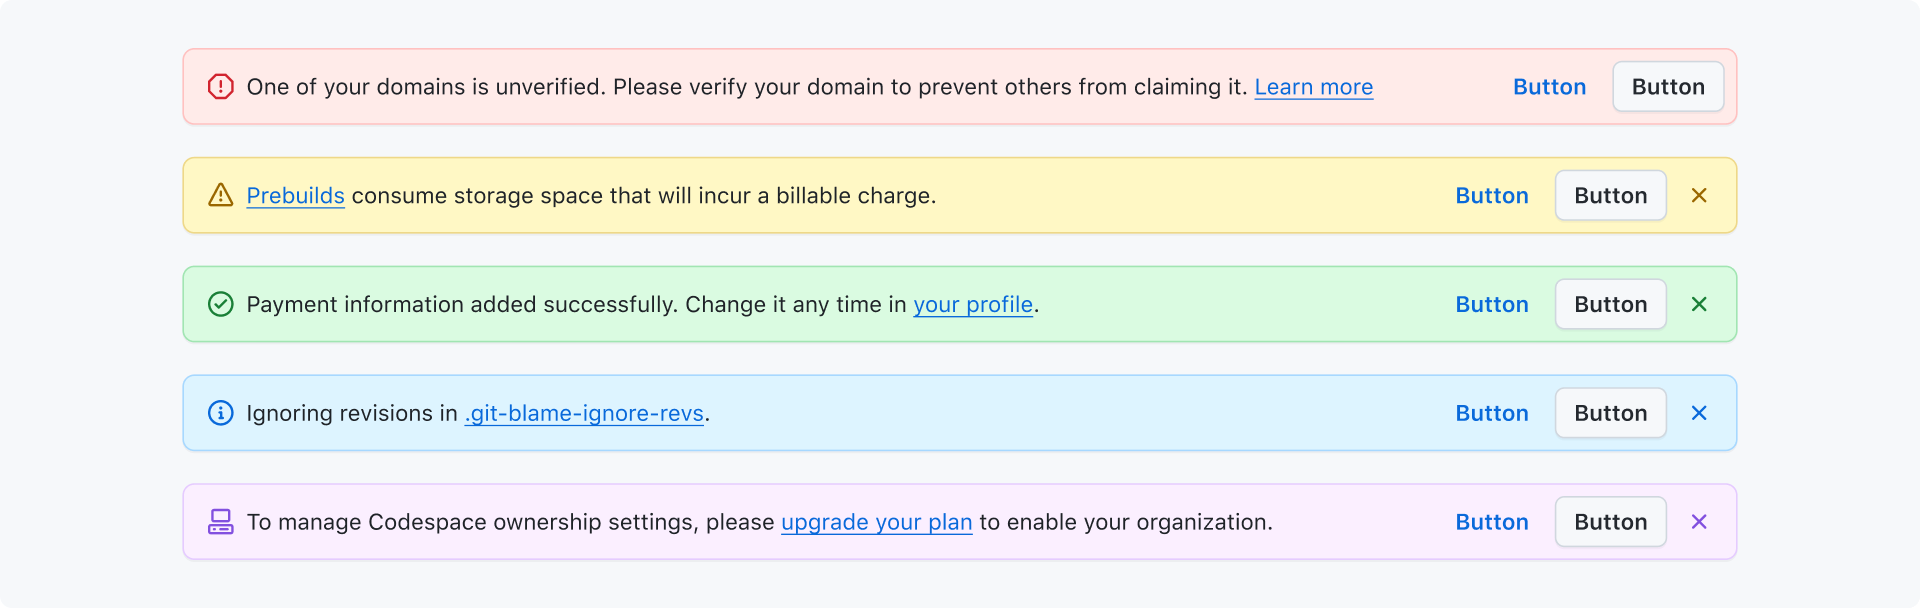 One of your domains is unverified. Please verify your domain to prevent others from claiming it. Learn more Button Button
Prebuilds consume storage space that will incur a billable charge. Button Button
Payment information added successfully. Change it any time in your profile. Button Button
Ignoring revisions in .git-blame-ignore-revs. Button Button
To manage Codespace ownership settings, please upgrade your plan to enable your organization. Button Button